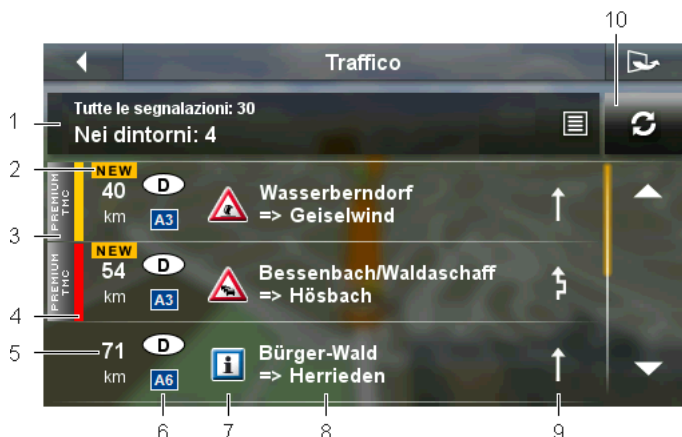 10
Traffico
Tutte le segnalazioni: 30
Nei dintorni: 4
1
2
3
4
5
PREMIUM TMC
NEW
40 km
D
A3
Wasserberndorf
=> Geiselwind
PREMIUM TMC
NEW
54 km
D
A3
Bessenbach/Waldaschaff
=> Hösbach
71 km
D
A6
i
Bürger-Wald
=> Herrieden
6 7 8 9